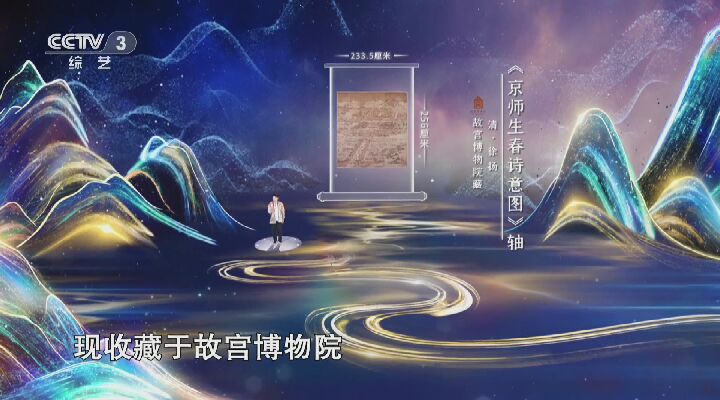 CCTV 3
综艺
233.5厘米
256厘米
《京师生春诗意图》轴
清·徐扬
故宫博物院藏
现收藏于故宫博物院